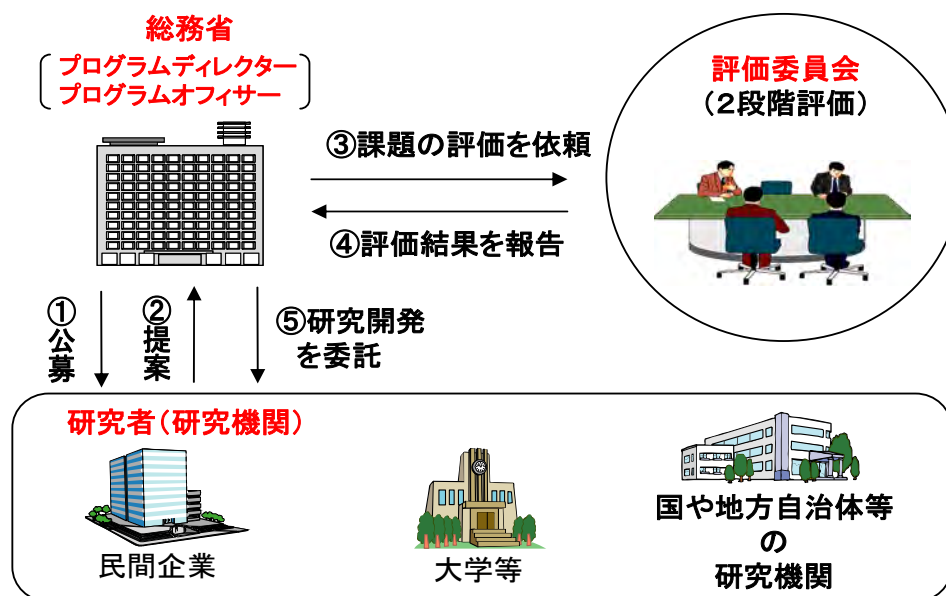 総務省
プログラムディレクター
プログラムオフィサー
評価委員会
（２段階評価）
③課題の評価を依頼
④評価結果を報告
①公募
②提案
⑤研究開発
を委託
研究者（研究機関）
民間企業
大学等
国や地方自治体等
の
研究機関